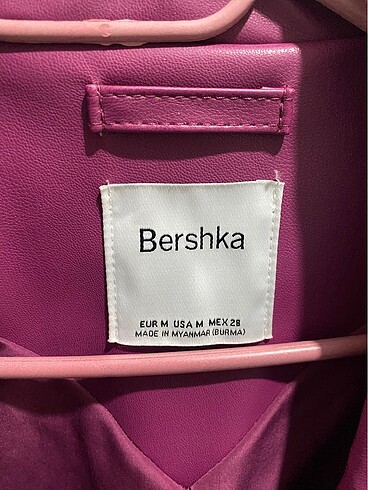 Bershka
EUR M USA M MEX 28
MADE IN MYANMAR (BURMA)